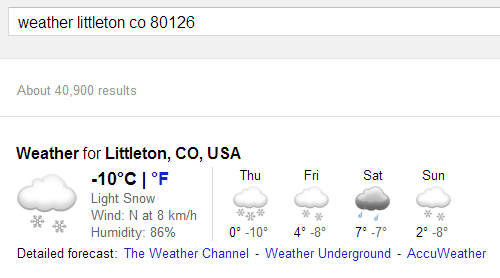 weather littleton co 80126
About 40,900 results
Weather for Littleton, CO, USA
-10°C | °F
Light Snow
Wind: N at 8 km/h
Humidity: 86%
Thu Fri Sat Sun
0° -10° 4° -8° 7° -7° 2° -8°
Detailed forecast: The Weather Channel - Weather Underground - AccuWeather